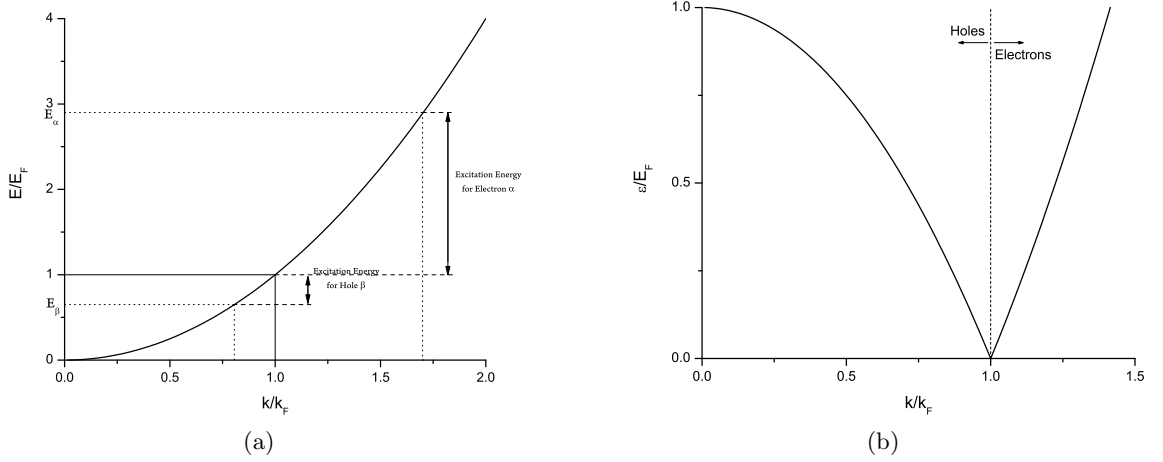 4
3
E_α
2
1
E_β
0
E/E_F
Excitation Energy
for Electron α
Excitation Energy
for Hole β
0.0 0.5 1.0 1.5 2.0
k/k_F
(a)
1.0
0.5
0.0
ε/E_F
Holes
Electrons
0.0 0.5 1.0 1.5
k/k_F
(b)